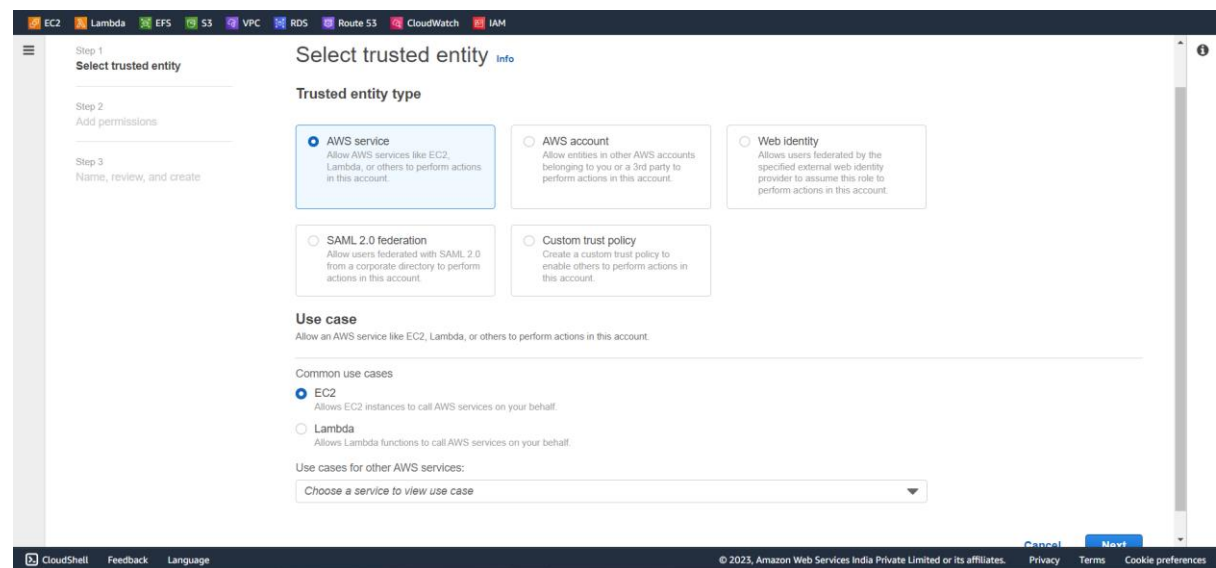 EC2 Lambda EFS S3 VPC RDS Route 53 CloudWatch IAM
Step 1
Select trusted entity
Step 2
Add permissions
Step 3
Name, review, and create
Select trusted entity Info
Trusted entity type
AWS service
Allow AWS services like EC2,
Lambda, or others to perform actions
in this account.
AWS account
Allow entities in other AWS accounts
belonging to you or a 3rd party to
perform actions in this account.
Web identity
Allows users federated by the
specified external web identity
provider to assume this role to
perform actions in this account.
SAML 2.0 federation
Allow users federated with SAML 2.0
from a corporate directory to perform
actions in this account.
Custom trust policy
Create a custom trust policy to
enable others to perform actions in
this account.
Use case
Allow an AWS service like EC2, Lambda, or others to perform actions in this account.
Common use cases
EC2
Allows EC2 instances to call AWS services on your behalf.
Lambda
Allows Lambda functions to call AWS services on your behalf.
Use cases for other AWS services:
Choose a service to view use case
Cancel Next
CloudShell Feedback Language © 2023, Amazon Web Services India Private Limited or its affiliates. Privacy Terms Cookie preferences